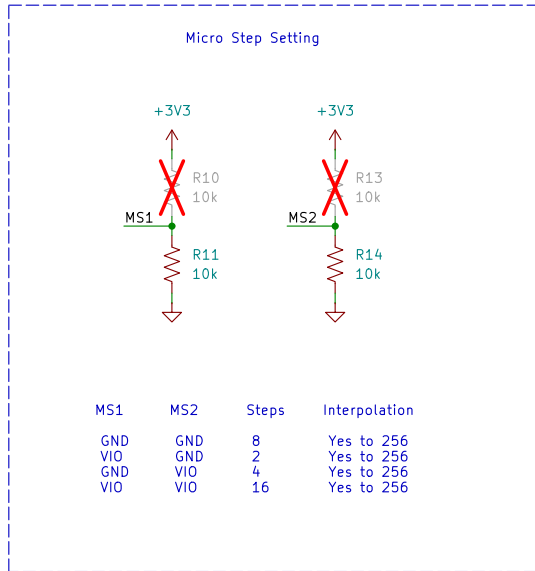 Micro Step Setting
+3V3 +3V3
R10 R13
10k 10k
MS1 MS2
R11 R14
10k 10k
MS1 MS2 Steps Interpolation
GND GND 8 Yes to 256
VIO GND 2 Yes to 256
GND VIO 4 Yes to 256
VIO VIO 16 Yes to 256